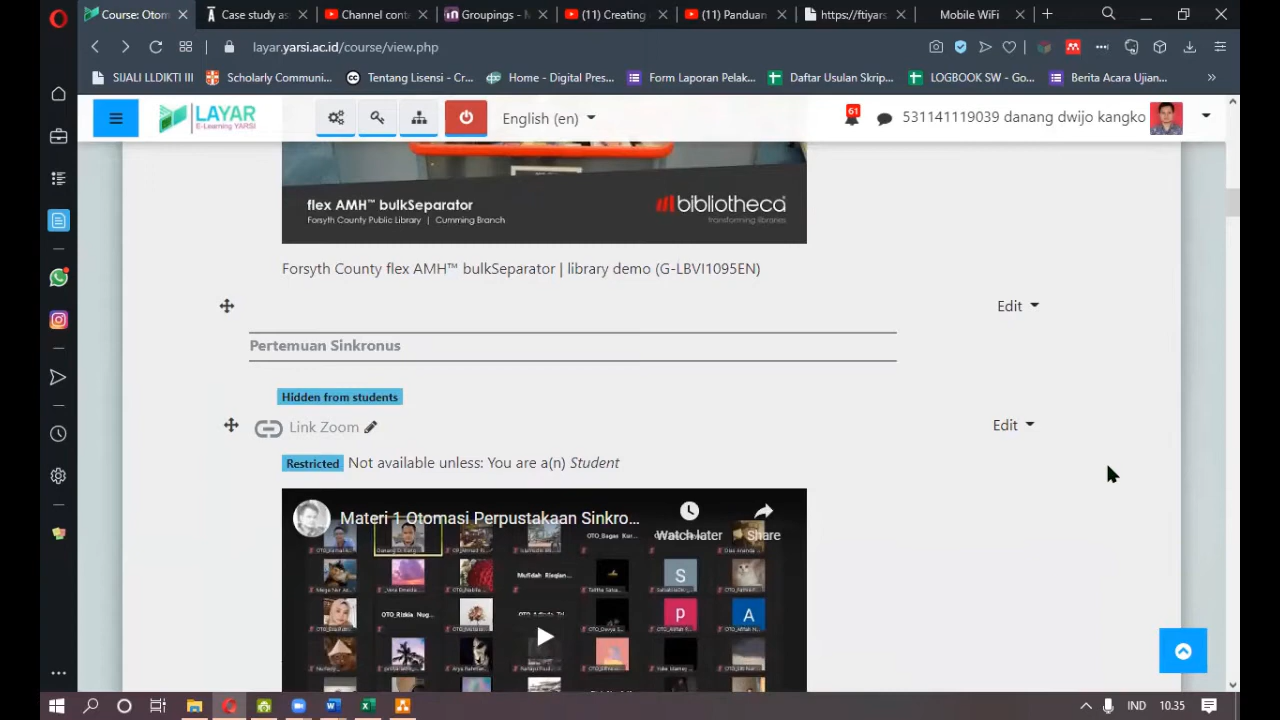 Course: Otom
Case study as
Channel cont
Groupings - M
(11) Creating
(11) Panduan
https://ftiyars
Mobile WiFi
layar.yarsi.ac.id/course/view.php
SIJALI LLDIKTI III
Scholarly Communi...
Tentang Lisensi - Cr...
Home - Digital Pres...
Form Laporan Pelak...
Daftar Usulan Skrip...
LOGBOOK SW - Go...
Berita Acara Ujian...
LAYAR
E-Learning YARSI
English (en)
61
531141119039 danang dwijo kangko
flex AMH™ bulkSeparator
Forsyth County Public Library | Cumming Branch
bibliotheca
transforming libraries
Forsyth County flex AMH™ bulkSeparator | library demo (G-LBVI1095EN)
Edit
Pertemuan Sinkronus
Hidden from students
Link Zoom
Edit
Restricted Not available unless: You are a(n) Student
Materi 1 Otomasi Perpustakaan Sinkro...
Watch later
Share
Mufidah Rieqian...
S
OTO_Rizkia Nug...
p
A
IND
10.35